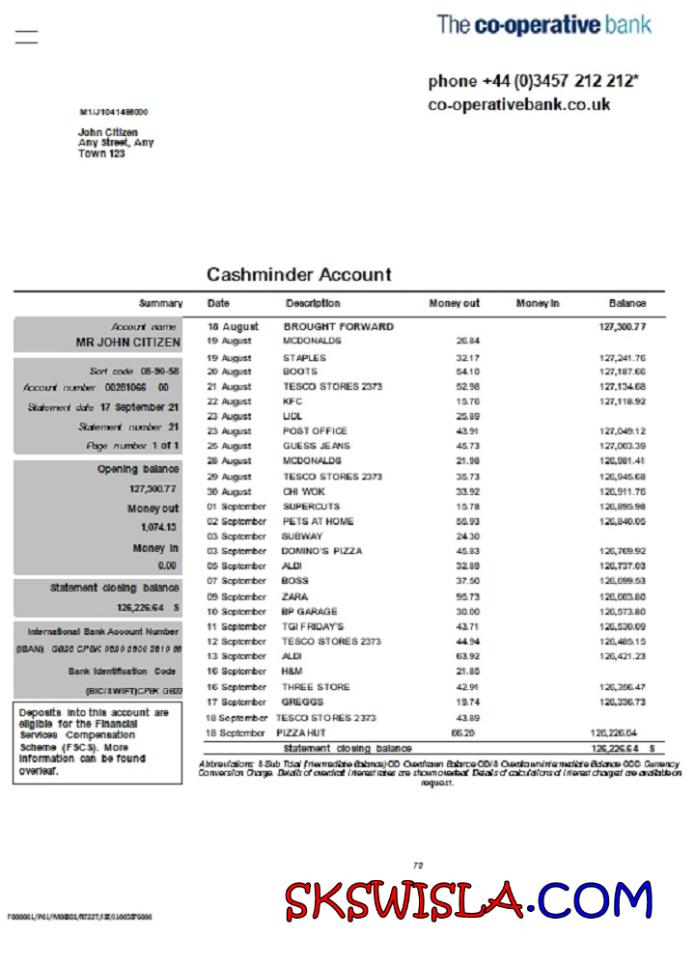 The co-operative bank
phone +44 (0)3457 212 212*
co-operativebank.co.uk
John Citizen
Any Street, Any
Town 123
Cashminder Account
Summary
Account name
MR JOHN CITIZEN
Sort code 08-90-58
Account number 00261066 00
Statement date 17 September 21
Statement number 21
Page number 1 of 1
Opening balance
127,300.77
Money out
1,074.13
Money in
0.00
Statement closing balance
126,226.64 S
International Bank Account Number
(IBAN)
Bank Identification Code
(BIC/SWIFT)CPBK GB22
Deposits into this account are
eligible for the Financial
Services Compensation
Scheme (FSCS). More
information can be found
overleaf.
Date Description Money out Money in Balance
18 August BROUGHT FORWARD 127,300.77
19 August MCDONALDS 26.84
19 August STAPLES 32.17 127,241.76
20 August BOOTS 54.10 127,187.66
21 August TESCO STORES 2373 52.98 127,134.68
22 August KFC 15.76 127,118.92
23 August LIDL 25.89
23 August POST OFFICE 43.91 127,049.12
25 August GUESS JEANS 45.73 127,003.39
28 August MCDONALDS 21.98 126,981.41
29 August TESCO STORES 2373 35.73 126,945.68
30 August CHI WOK 33.92 126,911.76
01 September SUPERCUTS 15.78 126,895.98
02 September PETS AT HOME 55.93 126,840.05
03 September SUBWAY 24.30
03 September DOMINO'S PIZZA 45.83 126,769.92
05 September ALDI 32.89 126,737.03
07 September BOSS 37.50 126,699.53
09 September ZARA 95.73 126,603.80
10 September BP GARAGE 30.00 126,573.80
11 September TGI FRIDAY'S 43.71 126,530.09
12 September TESCO STORES 2373 44.94 126,485.15
13 September ALDI 63.92 126,421.23
16 September H&M 21.85
16 September THREE STORE 42.91 126,356.47
17 September GREGGS 19.74 126,336.73
18 September TESCO STORES 2373 43.89
18 September PIZZA HUT 66.20 126,226.64
Statement closing balance 126,226.64 S
Abbreviations: S-Sub Total (Intermediate Balance) OD Overdrawn Balance ODIS Overdrawn Intermediate Balance CCC Currency
Conversion Charge. Details of overdraft interest rates are shown overleaf. Details of calculations of interest charged are available on
request.
72
SKSWISLA.COM